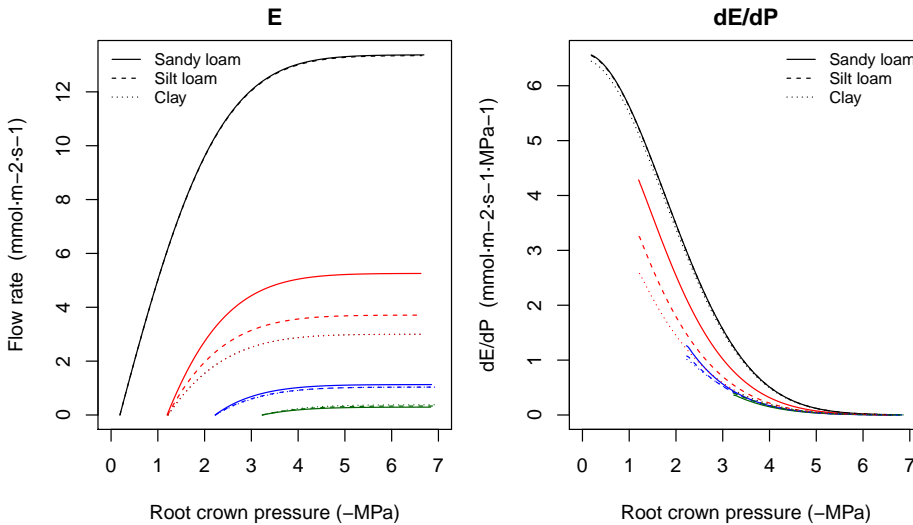 E
Flow rate (mmol·m−2·s−1)
0 2 4 6 8 10 12
Sandy loam
Silt loam
Clay
0 1 2 3 4 5 6 7
Root crown pressure (−MPa)
dE/dP
dE/dP (mmol·m−2·s−1·MPa−1)
0 1 2 3 4 5 6
Sandy loam
Silt loam
Clay
0 1 2 3 4 5 6 7
Root crown pressure (−MPa)